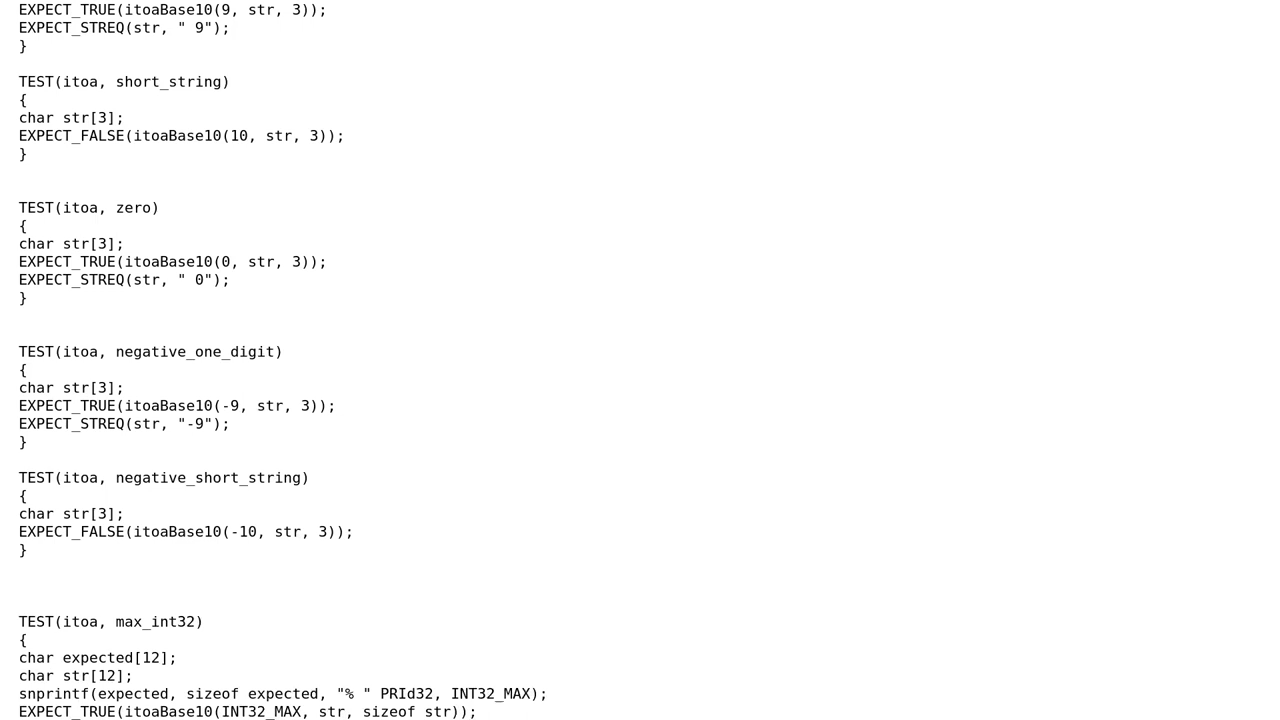 EXPECT_TRUE(itoaBase10(9, str, 3));
EXPECT_STREQ(str, " 9");
}
TEST(itoa, short_string)
{
char str[3];
EXPECT_FALSE(itoaBase10(10, str, 3));
}
TEST(itoa, zero)
{
char str[3];
EXPECT_TRUE(itoaBase10(0, str, 3));
EXPECT_STREQ(str, " 0");
}
TEST(itoa, negative_one_digit)
{
char str[3];
EXPECT_TRUE(itoaBase10(-9, str, 3));
EXPECT_STREQ(str, "-9");
}
TEST(itoa, negative_short_string)
{
char str[3];
EXPECT_FALSE(itoaBase10(-10, str, 3));
}
TEST(itoa, max_int32)
{
char expected[12];
char str[12];
snprintf(expected, sizeof expected, "% " PRId32, INT32_MAX);
EXPECT_TRUE(itoaBase10(INT32_MAX, str, sizeof str));